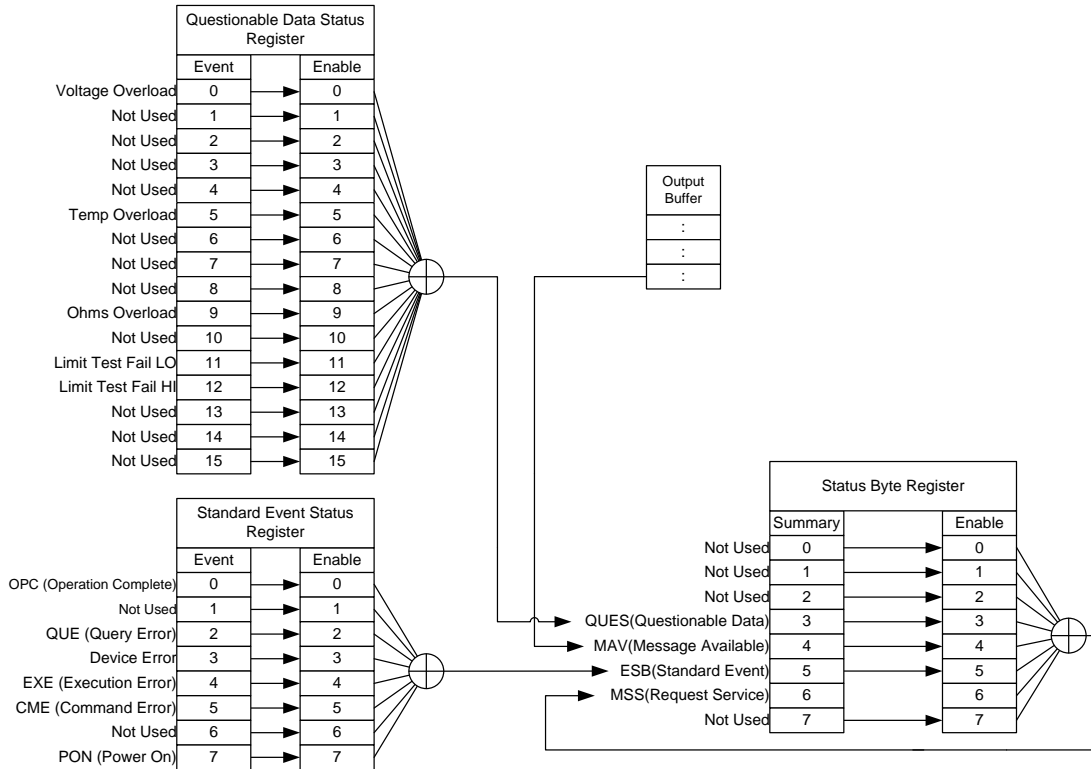 Questionable Data Status
Register
Event Enable
Voltage Overload 0 0
Not Used 1 1
Not Used 2 2
Not Used 3 3
Not Used 4 4
Temp Overload 5 5
Not Used 6 6
Not Used 7 7
Not Used 8 8
Ohms Overload 9 9
Not Used 10 10
Limit Test Fail LO 11 11
Limit Test Fail HI 12 12
Not Used 13 13
Not Used 14 14
Not Used 15 15
Output
Buffer
:
:
:
Standard Event Status
Register
Event Enable
OPC (Operation Complete) 0 0
Not Used 1 1
QUE (Query Error) 2 2
Device Error 3 3
EXE (Execution Error) 4 4
CME (Command Error) 5 5
Not Used 6 6
PON (Power On) 7 7
Status Byte Register
Summary Enable
Not Used 0 0
Not Used 1 1
Not Used 2 2
QUES(Questionable Data) 3 3
MAV(Message Available) 4 4
ESB(Standard Event) 5 5
MSS(Request Service) 6 6
Not Used 7 7